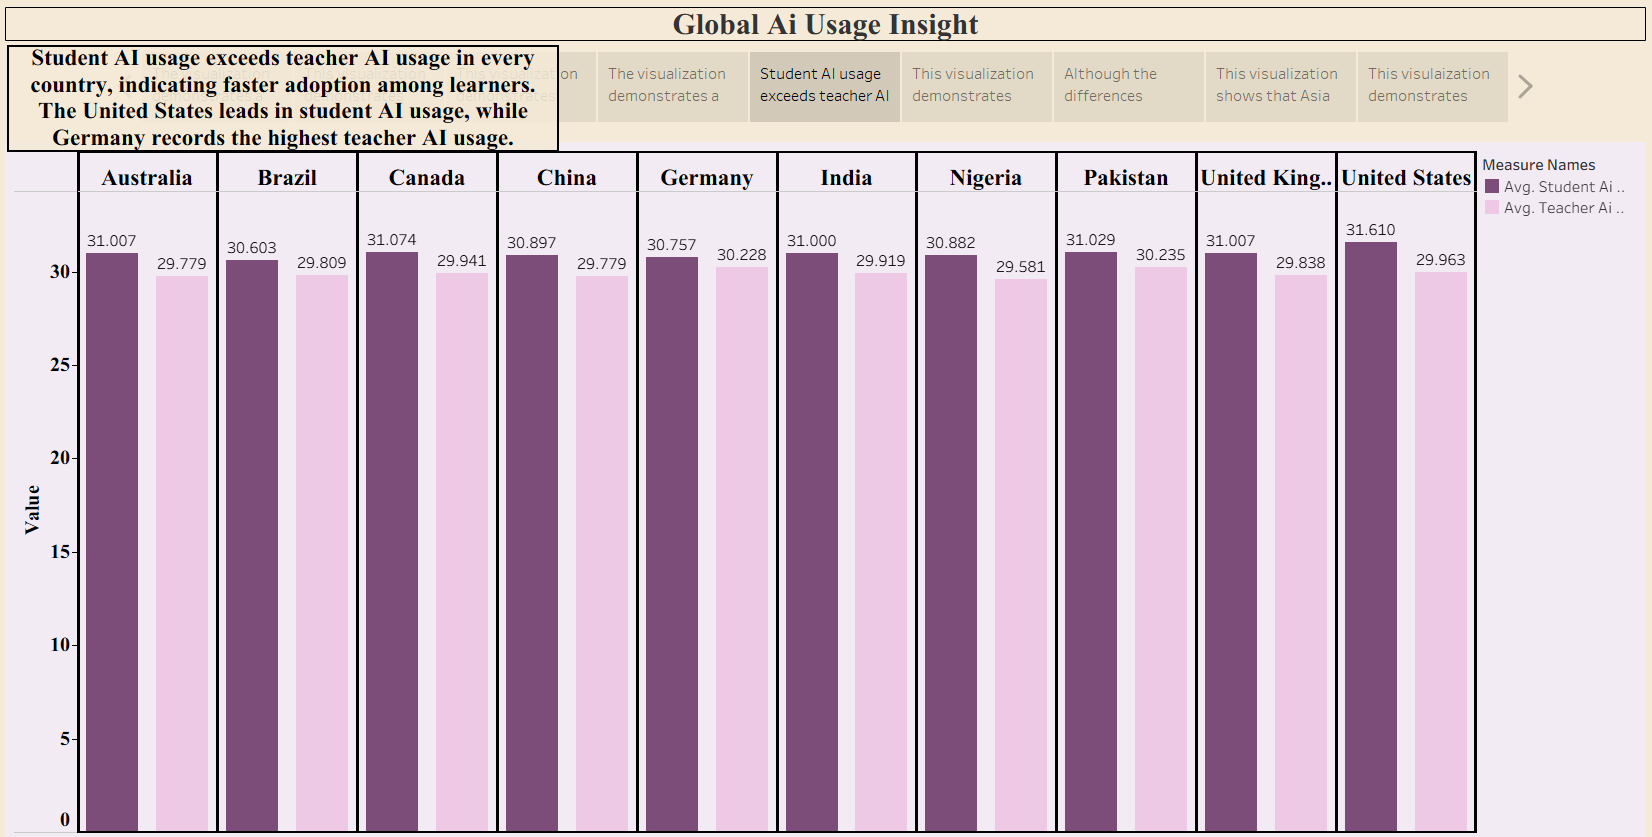 Global Ai Usage Insight
Student AI usage exceeds teacher AI usage in every
country, indicating faster adoption among learners.
The United States leads in student AI usage, while
Germany records the highest teacher AI usage.
The visualization
demonstrates a
Student AI usage
exceeds teacher AI
This visualization
demonstrates
Although the
differences
This visualization
shows that Asia
This visulaization
demonstrates
Australia
Brazil
Canada
China
Germany
India
Nigeria
Pakistan
United King..
United States
Measure Names
Avg. Student Ai ..
Avg. Teacher Ai ..
31.007
29.779
30.603
29.809
31.074
29.941
30.897
29.779
30.757
30.228
31.000
29.919
30.882
29.581
31.029
30.235
31.007
29.838
31.610
29.963
Value
30
25
20
15
10
5
0